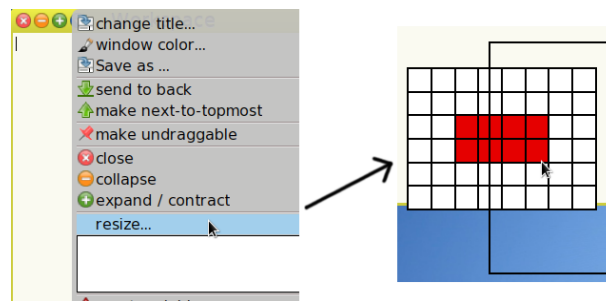 change title...
window color...
Save as ...
send to back
make next-to-topmost
make undraggable
close
collapse
expand / contract
resize...